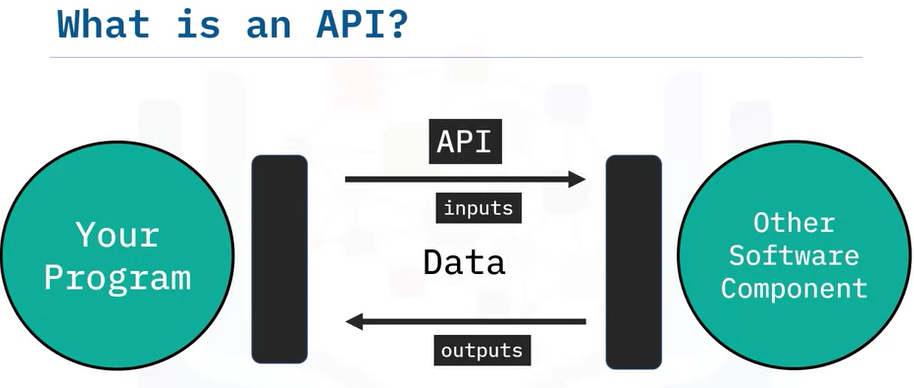 What is an API?
API
inputs
Your
Program
Data
Other
Software
Component
outputs